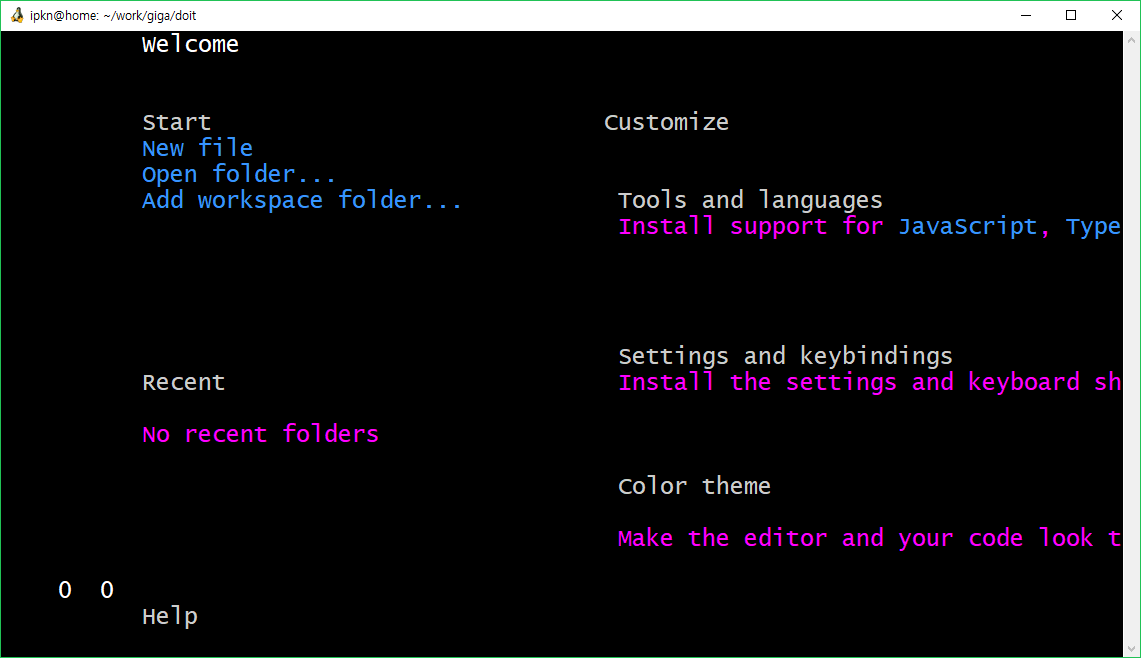 ipkn@home: ~/work/giga/doit
Welcome
Start
New file
Open folder...
Add workspace folder...
Customize
Tools and languages
Install support for JavaScript, Type
Settings and keybindings
Install the settings and keyboard sh
Recent
No recent folders
Color theme
Make the editor and your code look t
0 0
Help